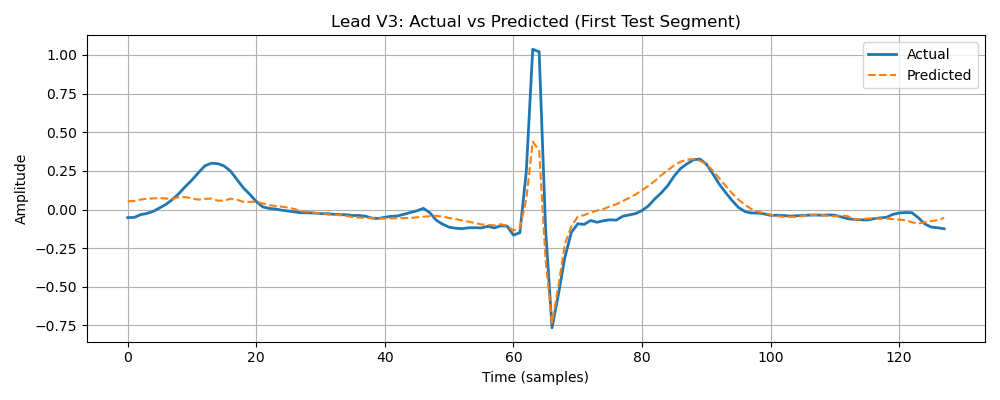 Lead V3: Actual vs Predicted (First Test Segment)
Actual
Predicted
Amplitude
1.00
0.75
0.50
0.25
0.00
−0.25
−0.50
−0.75
0 20 40 60 80 100 120
Time (samples)